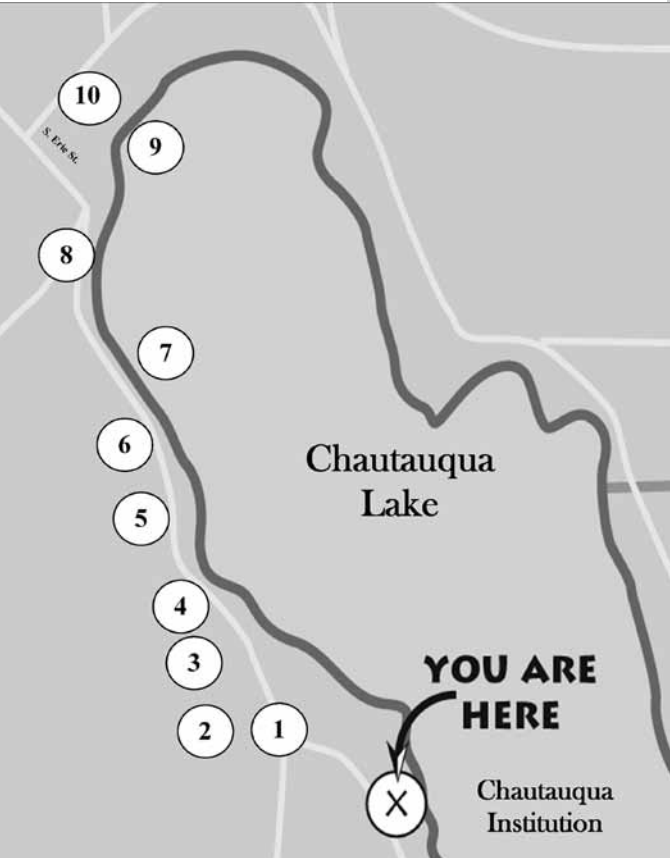 10
S. Erie St.
9
8
7
6
Chautauqua
Lake
5
4
3
YOU ARE
HERE
2
1
X
Chautauqua
Institution